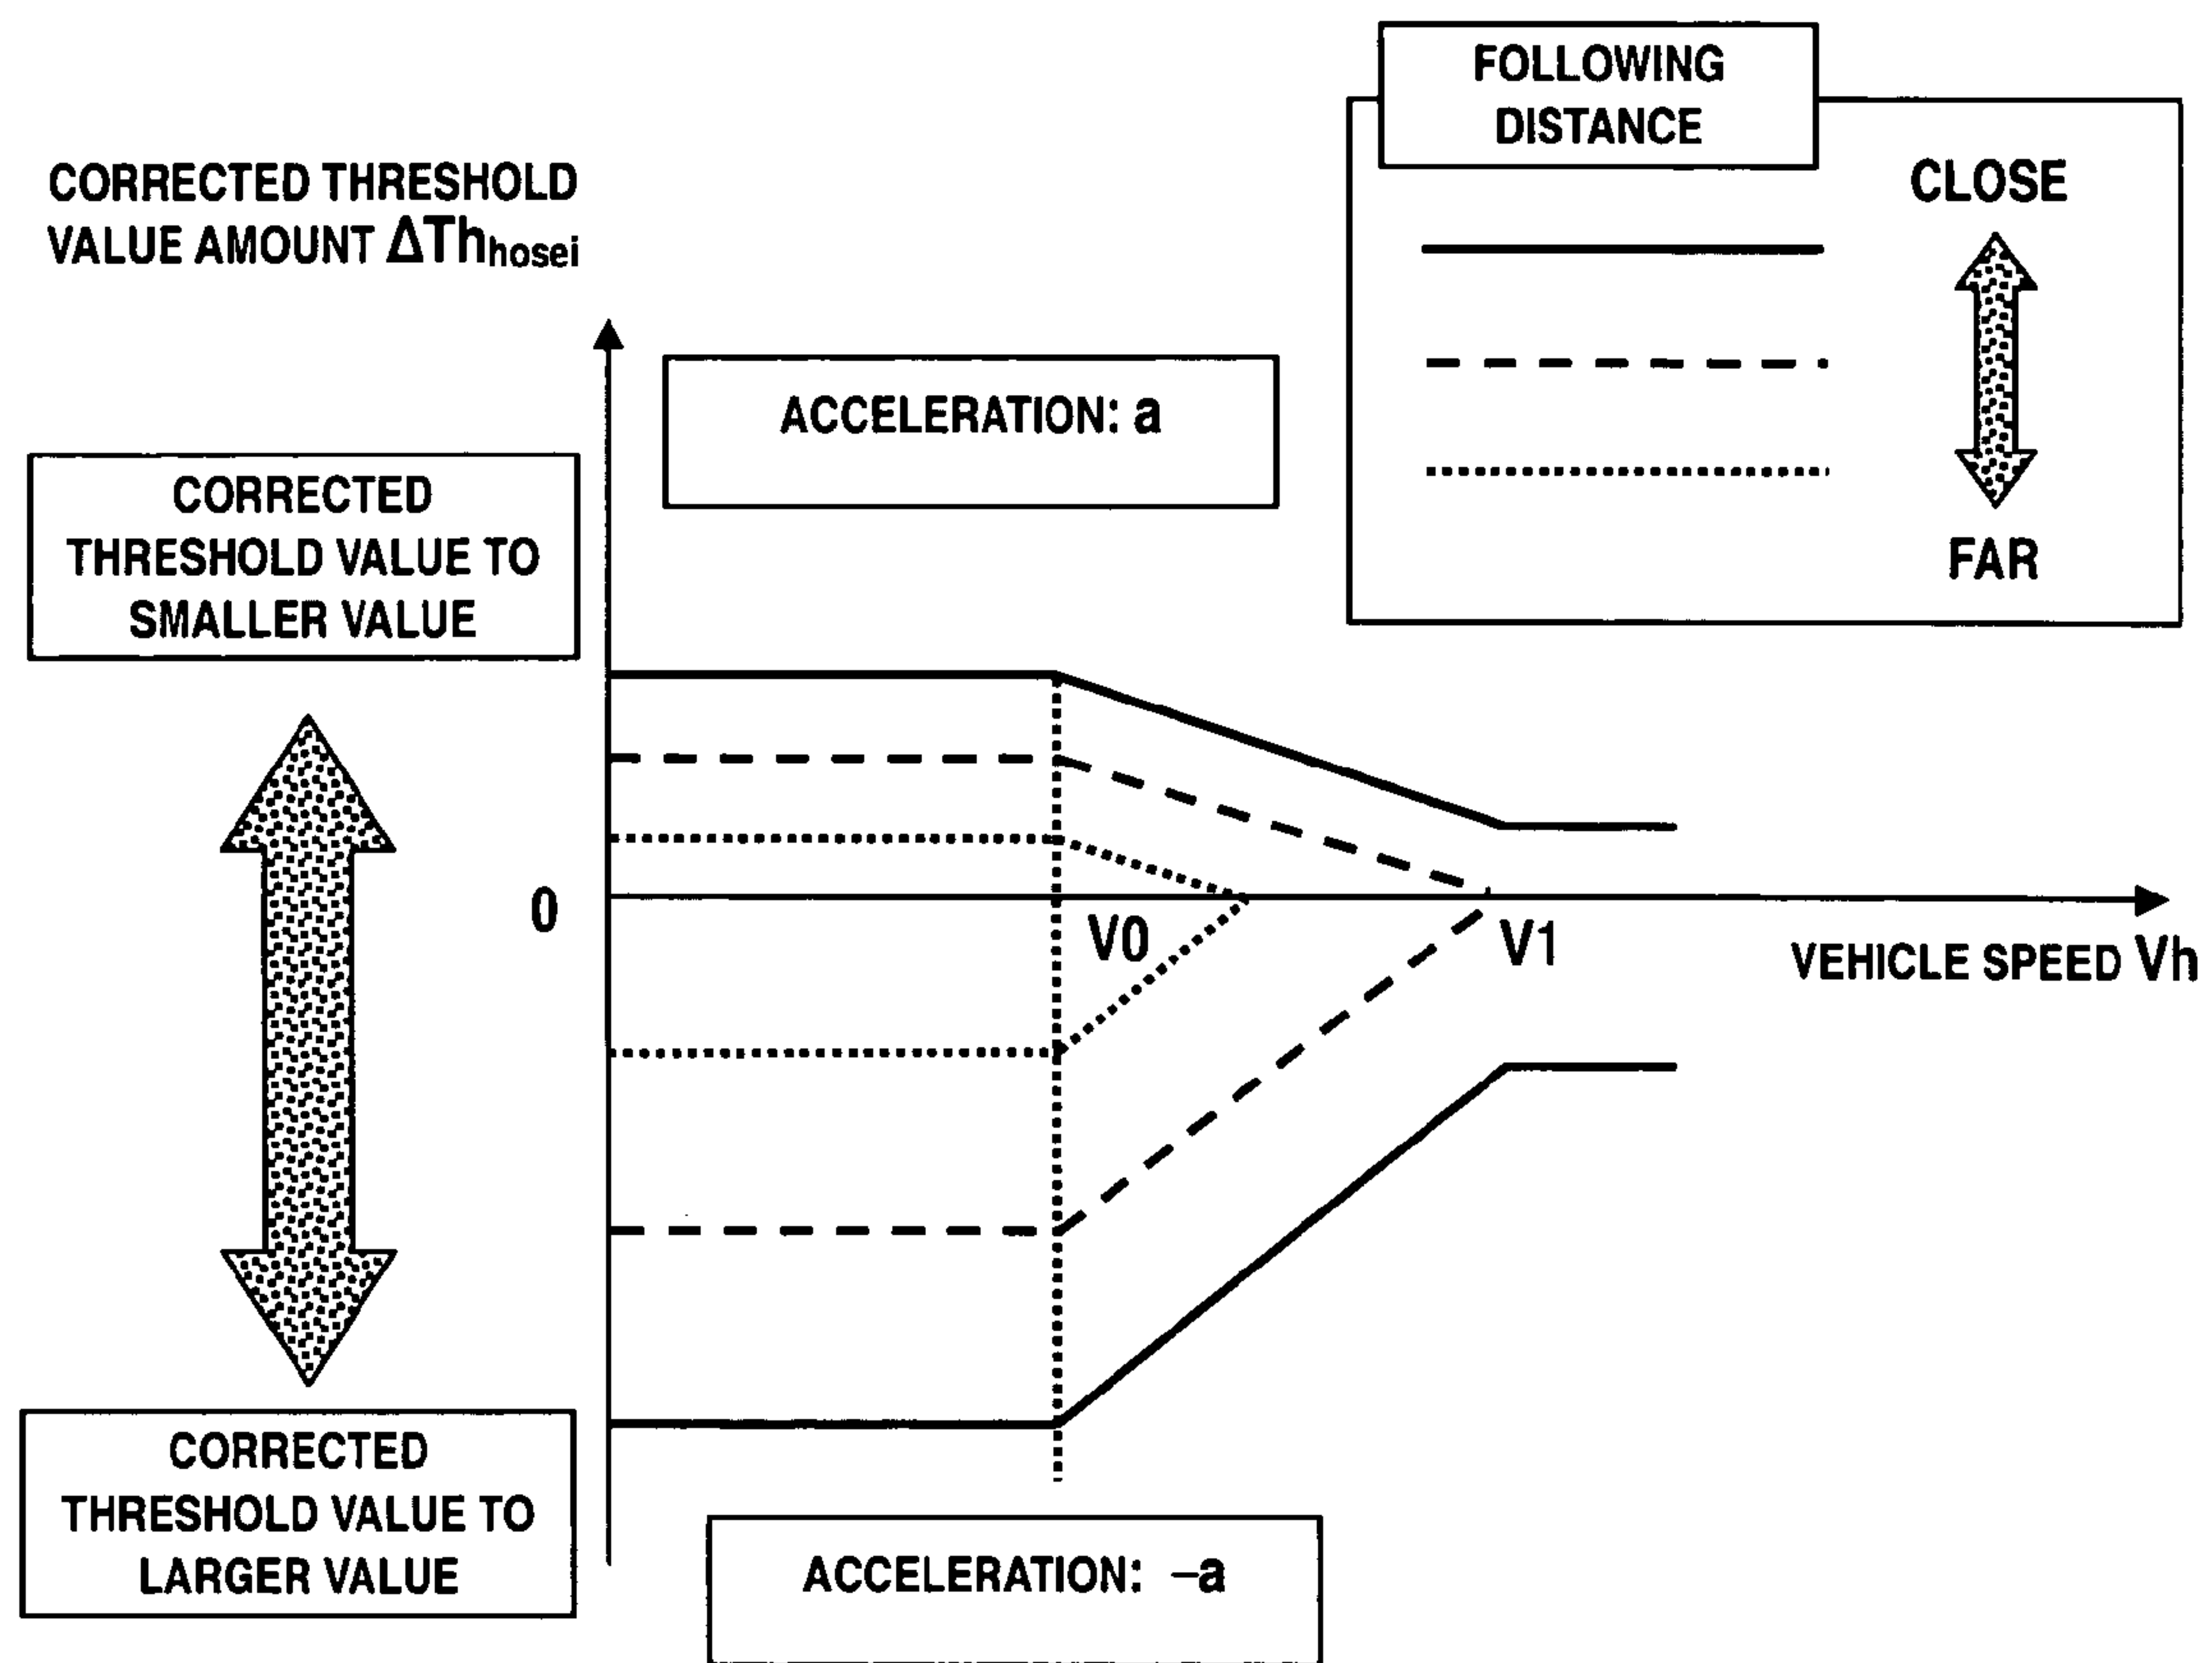 FOLLOWING
DISTANCE
CLOSE
FAR
CORRECTED THRESHOLD
VALUE AMOUNT ΔThhosei
ACCELERATION: a
CORRECTED
THRESHOLD VALUE TO
SMALLER VALUE
0
V0
V1
VEHICLE SPEED Vh
CORRECTED
THRESHOLD VALUE TO
LARGER VALUE
ACCELERATION: –a